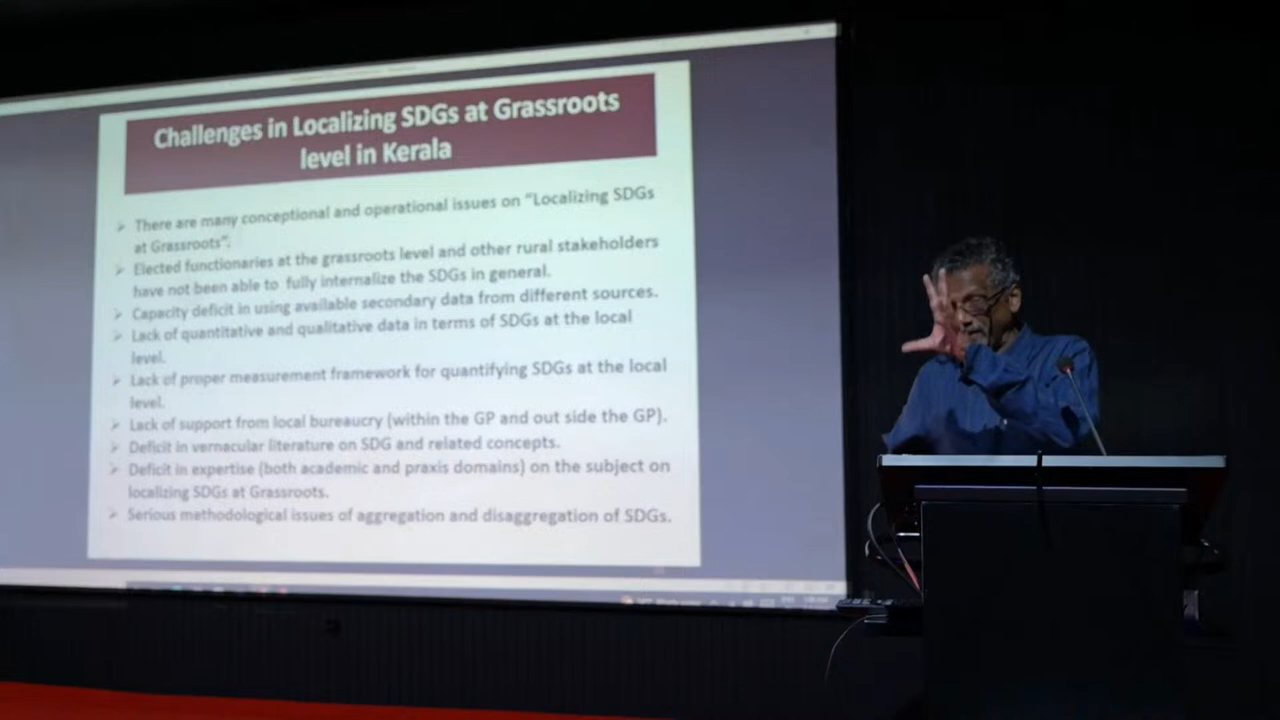 Challenges in Localizing SDGs at Grassroots
level in Kerala
➢ There are many conceptional and operational issues on "Localizing SDGs
at Grassroots".
➢ Elected functionaries at the grassroots level and other rural stakeholders
have not been able to fully internalize the SDGs in general.
➢ Capacity deficit in using available secondary data from different sources.
➢ Lack of quantitative and qualitative data in terms of SDGs at the local
level.
➢ Lack of proper measurement framework for quantifying SDGs at the local
level.
➢ Lack of support from local bureaucry (within the GP and out side the GP).
➢ Deficit in vernacular literature on SDG and related concepts.
➢ Deficit in expertise (both academic and praxis domains) on the subject on
localizing SDGs at Grassroots.
➢ Serious methodological issues of aggregation and disaggregation of SDGs.